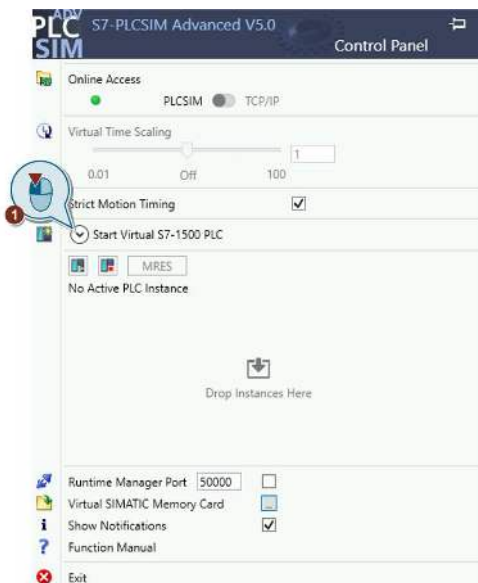 ADV
PLC
SIM
S7-PLCSIM Advanced V5.0
Control Panel
Online Access
PLCSIM TCP/IP
Virtual Time Scaling
1
0.01 Off 100
Strict Motion Timing
1
Start Virtual S7-1500 PLC
MRES
No Active PLC Instance
Drop Instances Here
Runtime Manager Port 50000
Virtual SIMATIC Memory Card ...
Show Notifications
Function Manual
Exit